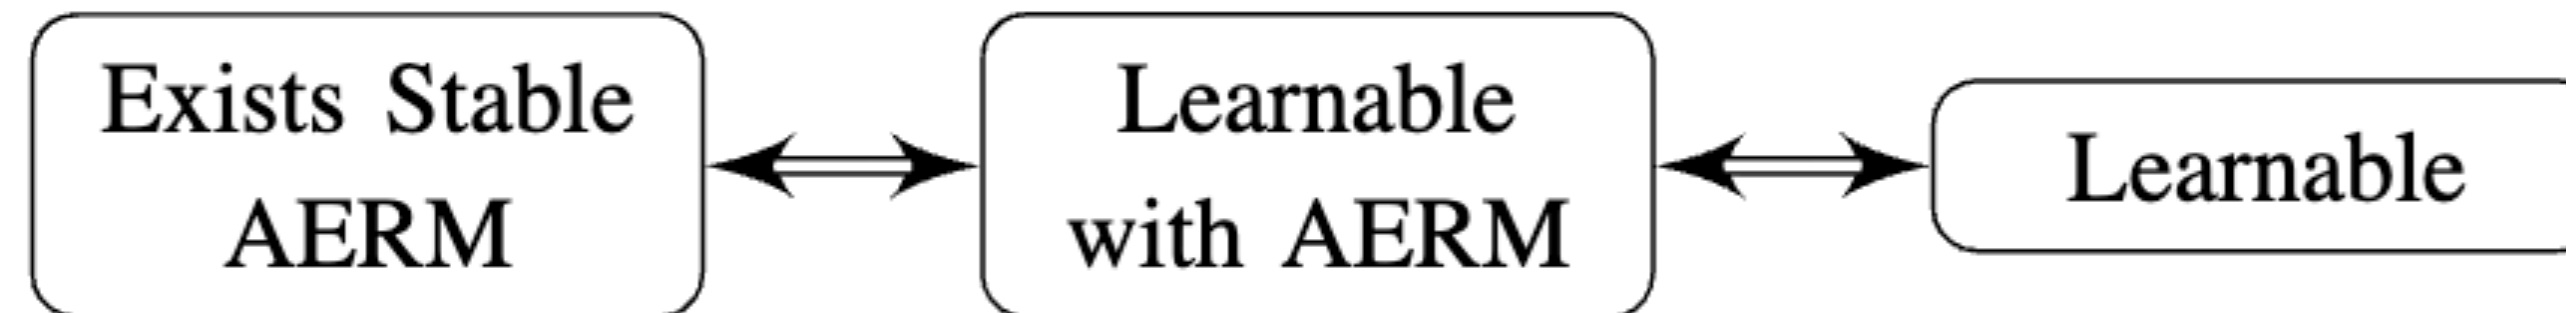 Exists Stable
AERM
Learnable
with AERM
Learnable